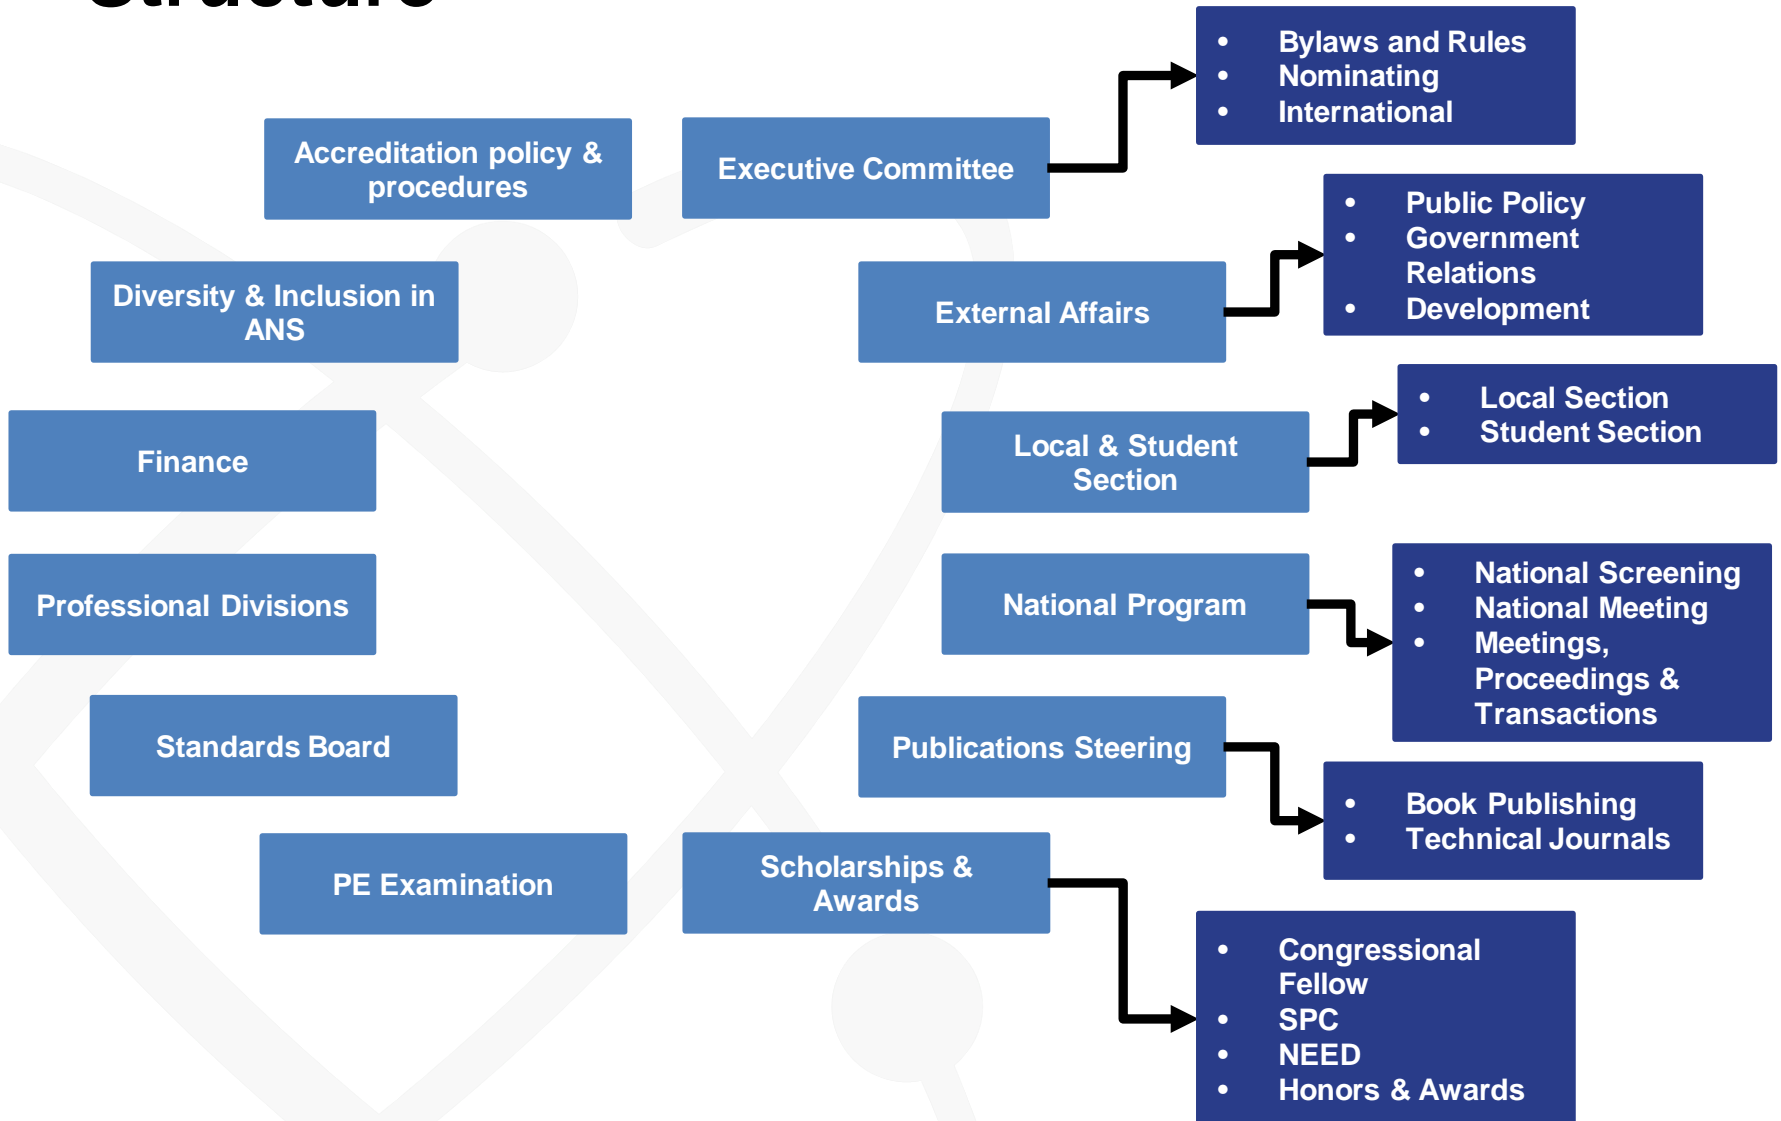 Structure
• Bylaws and Rules
• Nominating
• International
Accreditation policy &
procedures
Executive Committee
• Public Policy
• Government
Relations
• Development
Diversity & Inclusion in
ANS
External Affairs
• Local Section
• Student Section
Finance
Local & Student
Section
• National Screening
• National Meeting
• Meetings,
Proceedings &
Transactions
Professional Divisions
National Program
Standards Board
Publications Steering
• Book Publishing
• Technical Journals
PE Examination
Scholarships &
Awards
• Congressional
Fellow
• SPC
• NEED
• Honors & Awards